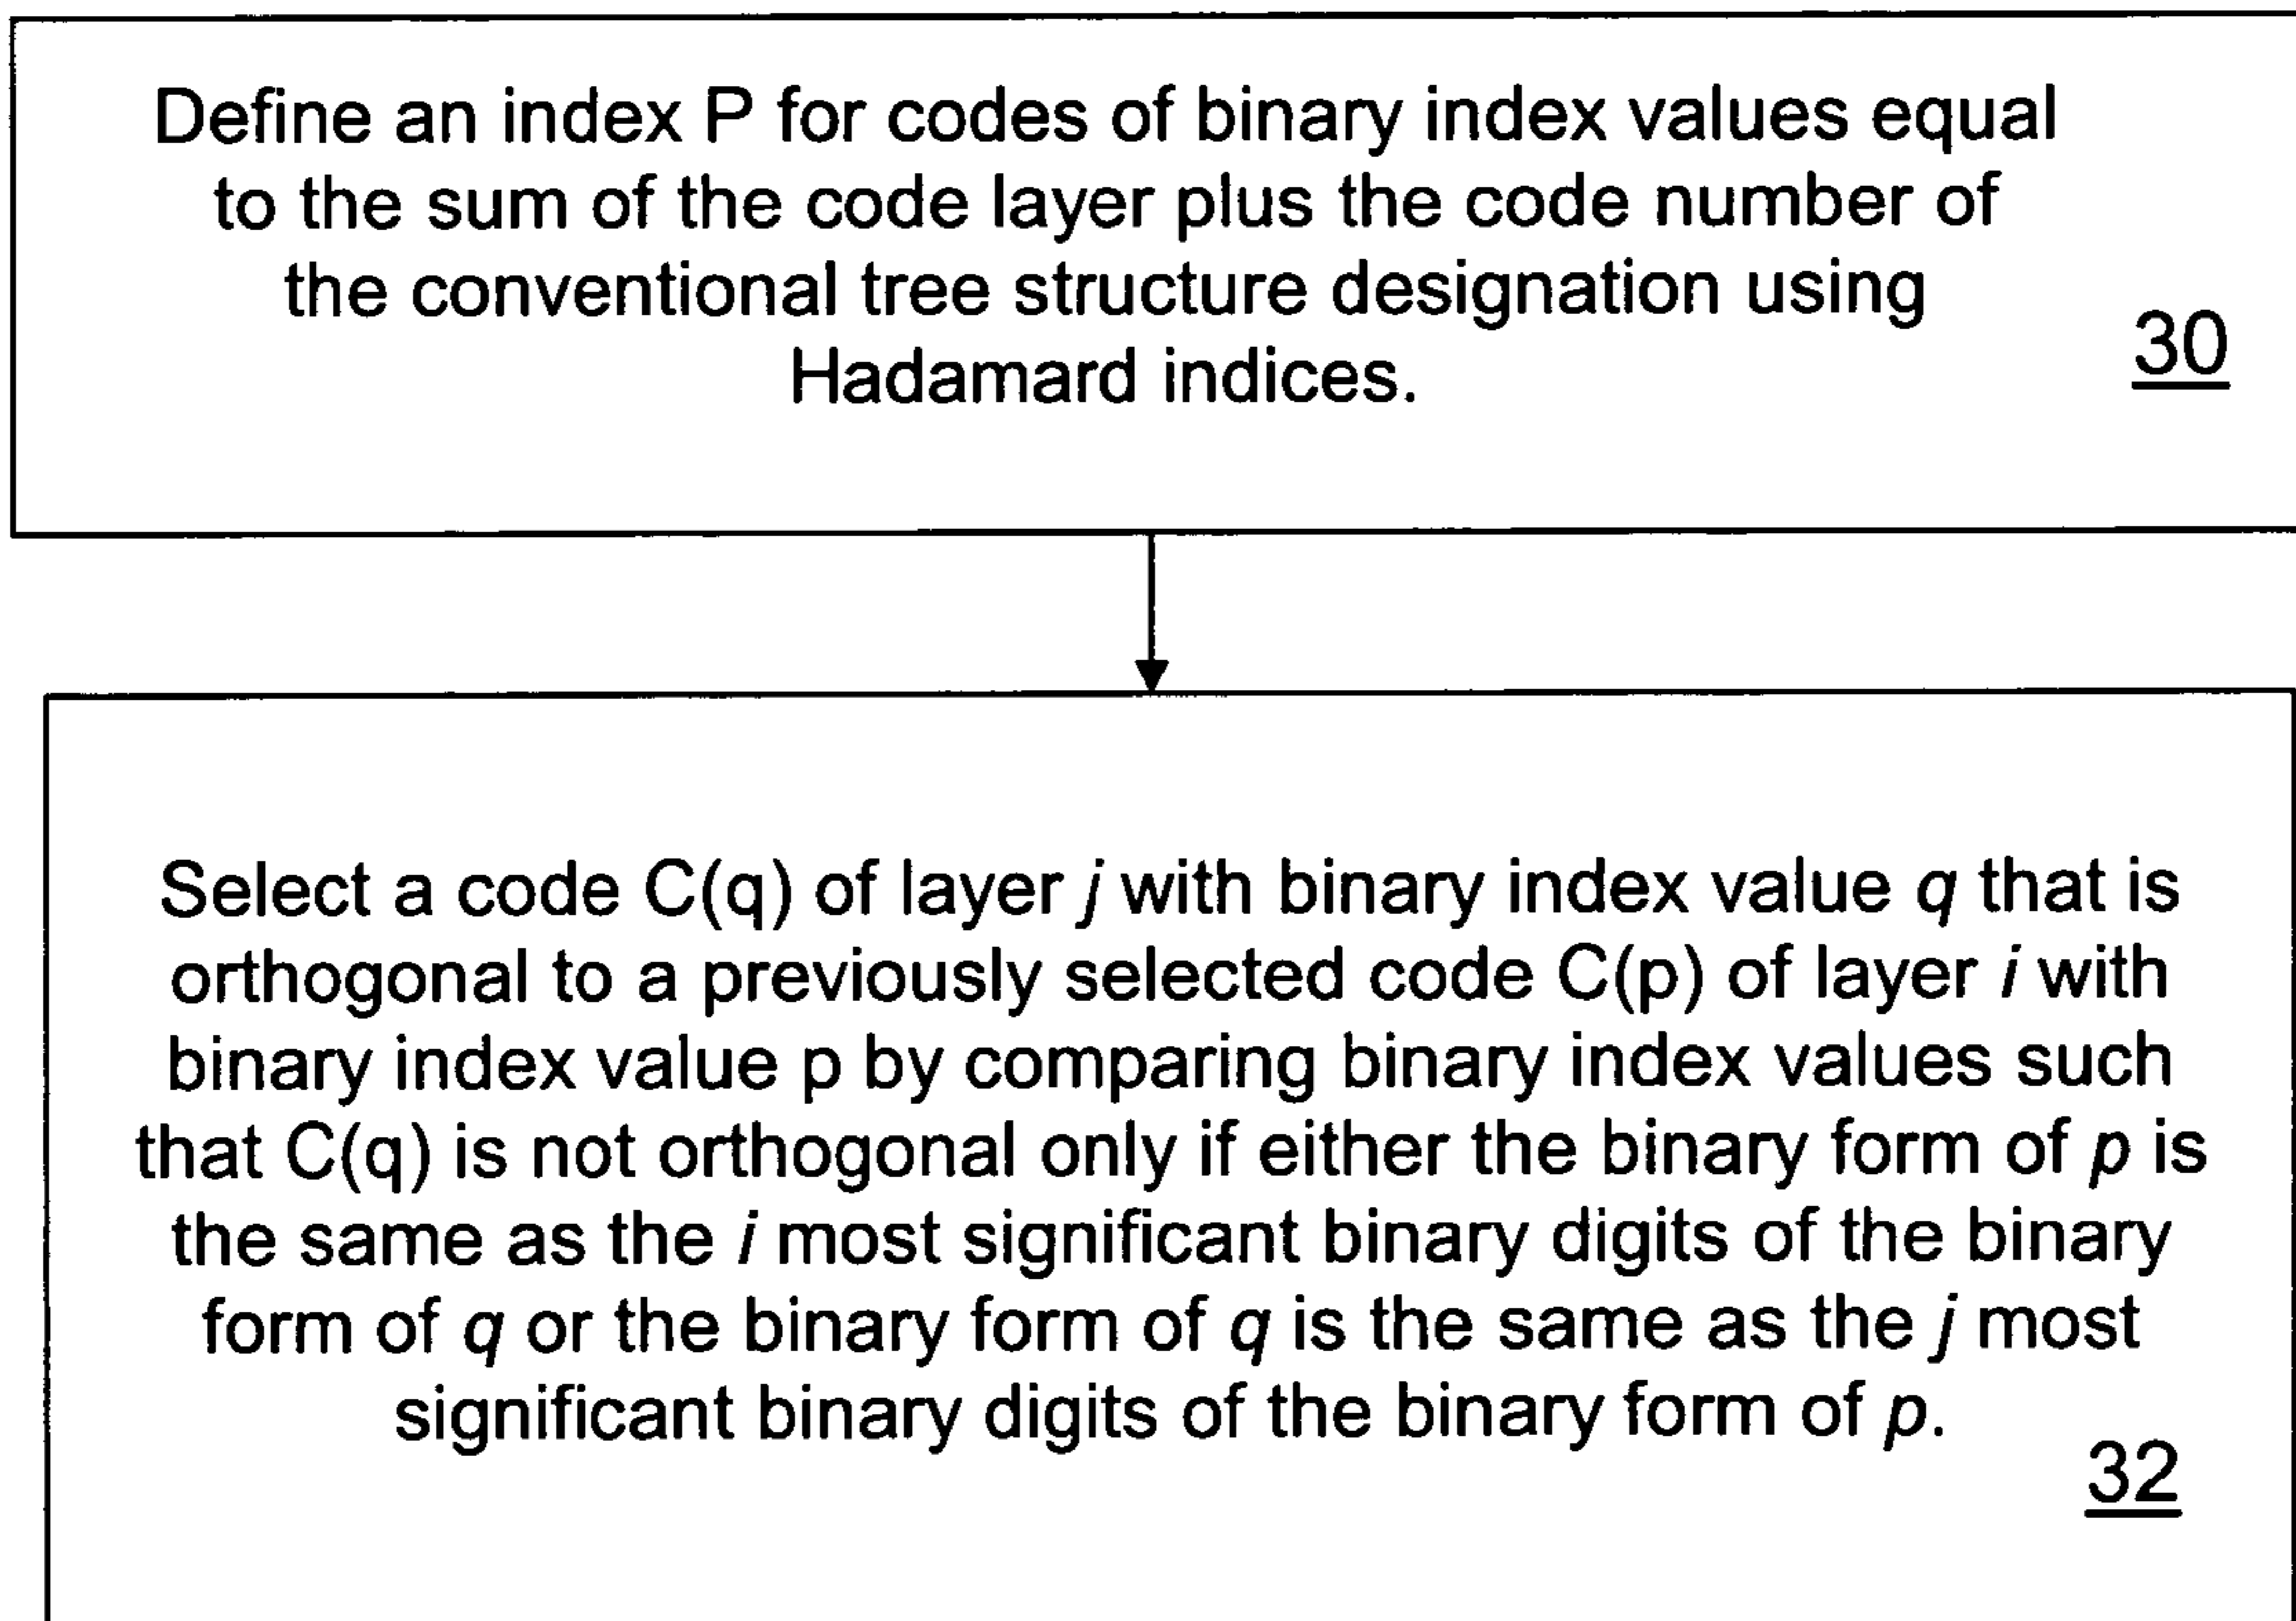 Define an index P for codes of binary index values equal
to the sum of the code layer plus the code number of
the conventional tree structure designation using
Hadamard indices.
30
Select a code C(q) of layer j with binary index value q that is
orthogonal to a previously selected code C(p) of layer i with
binary index value p by comparing binary index values such
that C(q) is not orthogonal only if either the binary form of p is
the same as the i most significant binary digits of the binary
form of q or the binary form of q is the same as the j most
significant binary digits of the binary form of p.
32